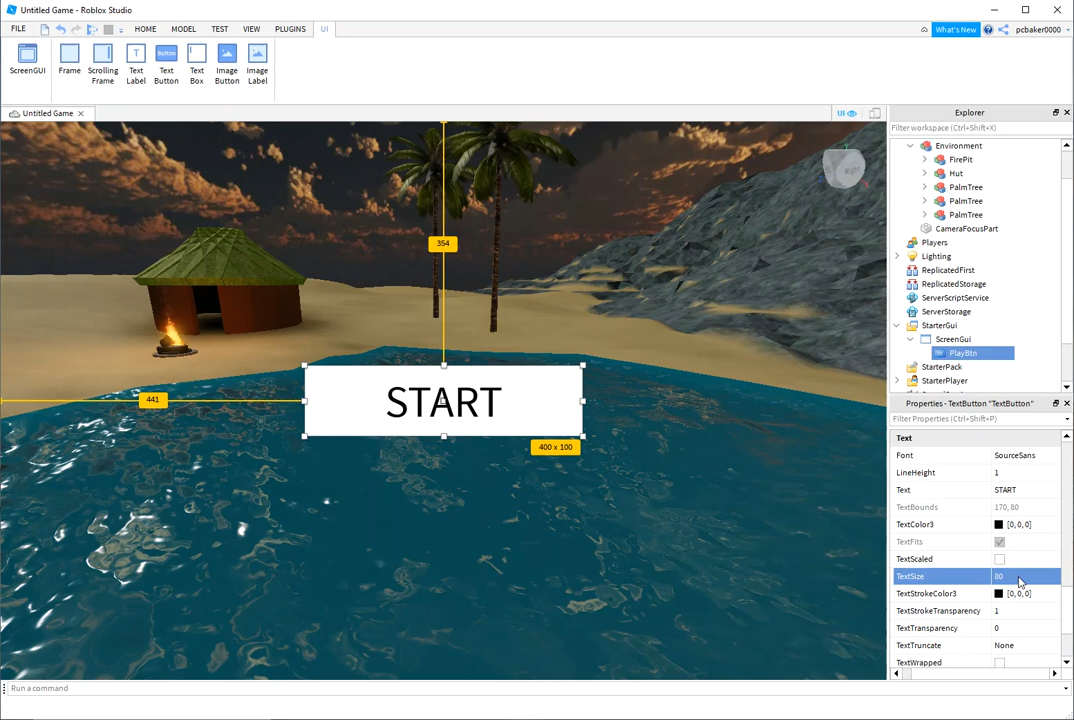 Untitled Game - Roblox Studio
FILE HOME MODEL TEST VIEW PLUGINS UI What's New pcbaker0000
ScreenGUI
Frame
Scrolling Frame
Text Label
Button
Text Button
Text Box
Image Button
Image Label
Untitled Game
UI
Explorer
Filter workspace (Ctrl+Shift+X)
Environment
FirePit
Hut
PalmTree
PalmTree
PalmTree
CameraFocusPart
Players
Lighting
ReplicatedFirst
ReplicatedStorage
ServerScriptService
ServerStorage
StarterGui
ScreenGui
PlayBtn
StarterPack
StarterPlayer
354
441
START
400 x 100
Properties - TextButton "TextButton"
Filter Properties (Ctrl+Shift+P)
Text
Font SourceSans
LineHeight 1
Text START
TextBounds 170, 80
TextColor3 [0, 0, 0]
TextFits
TextScaled
TextSize 80
TextStrokeColor3 [0, 0, 0]
TextStrokeTransparency 1
TextTransparency 0
TextTruncate None
TextWrapped
Run a command